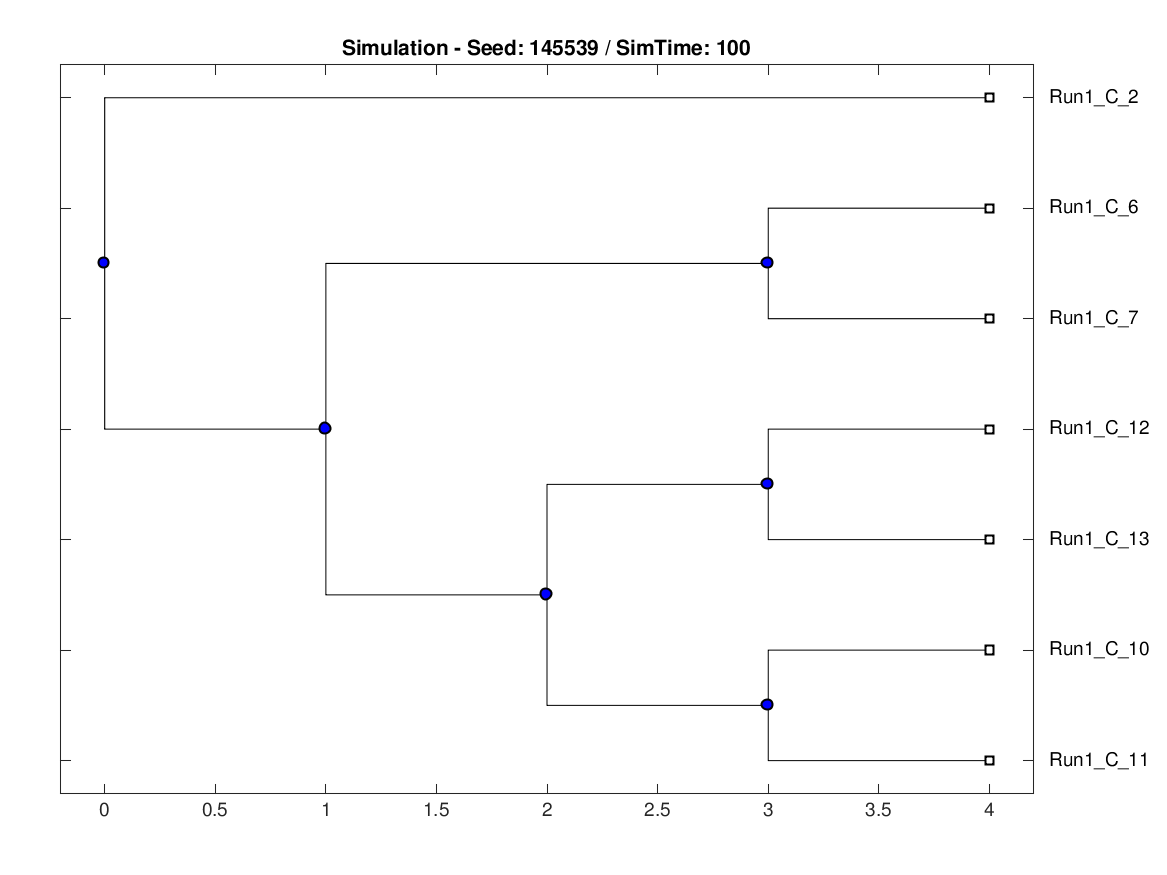 Simulation - Seed: 145539 / SimTime: 100
Run1_C_2
Run1_C_6
Run1_C_7
Run1_C_12
Run1_C_13
Run1_C_10
Run1_C_11
0 0.5 1 1.5 2 2.5 3 3.5 4